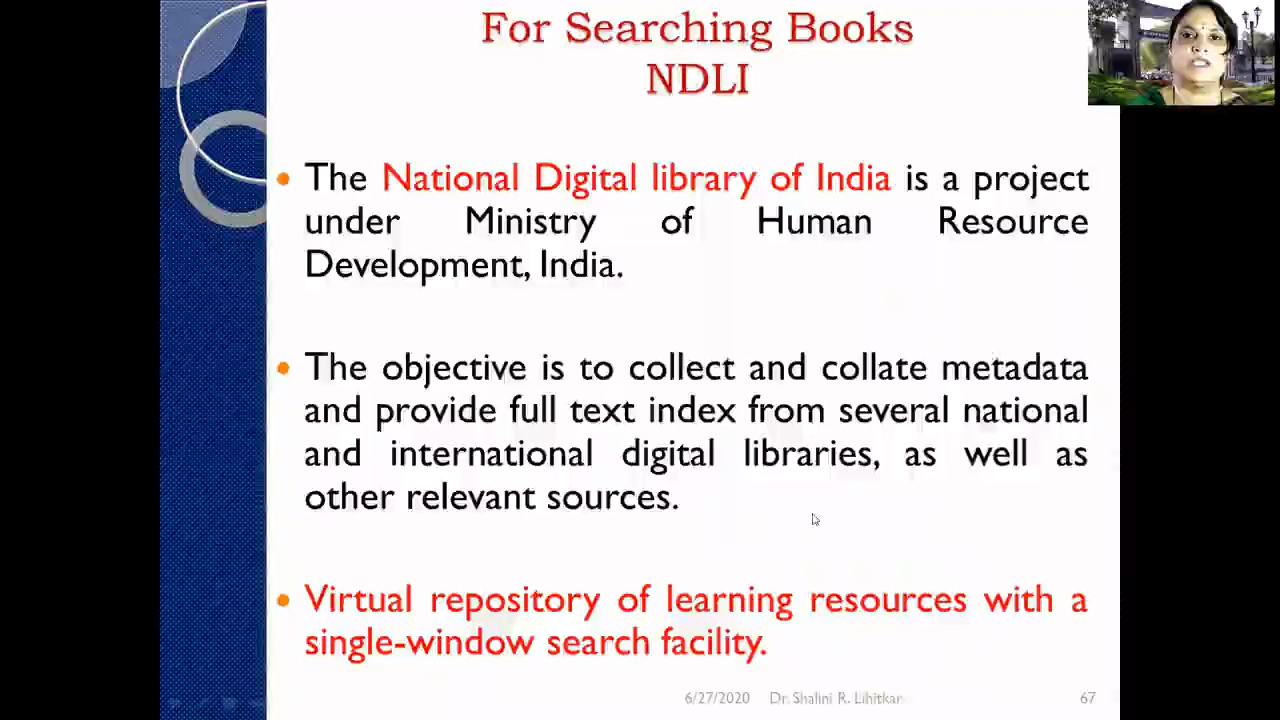 For Searching Books
NDLI
• The National Digital library of India is a project
under Ministry of Human Resource
Development, India.
• The objective is to collect and collate metadata
and provide full text index from several national
and international digital libraries, as well as
other relevant sources.
• Virtual repository of learning resources with a
single-window search facility.
6/27/2020 Dr. Shalini R. Lihitkar 67